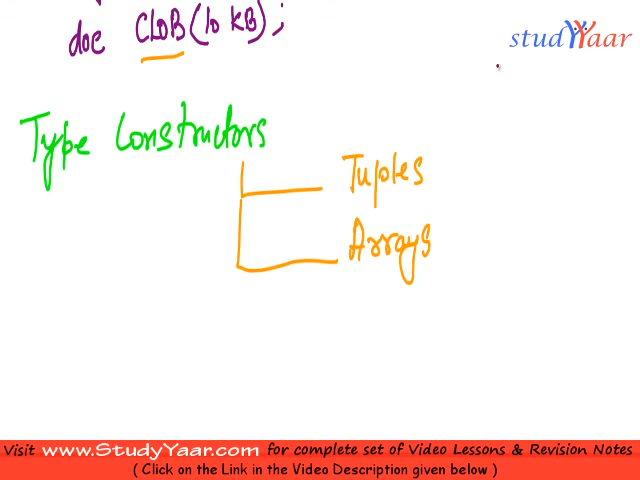 doc CLOB(10 KB);
studYYaar
Type Constructors
Tuples
Arrays
Visit www.StudyYaar.com for complete set of Video Lessons & Revision Notes
( Click on the Link in the Video Description given below )